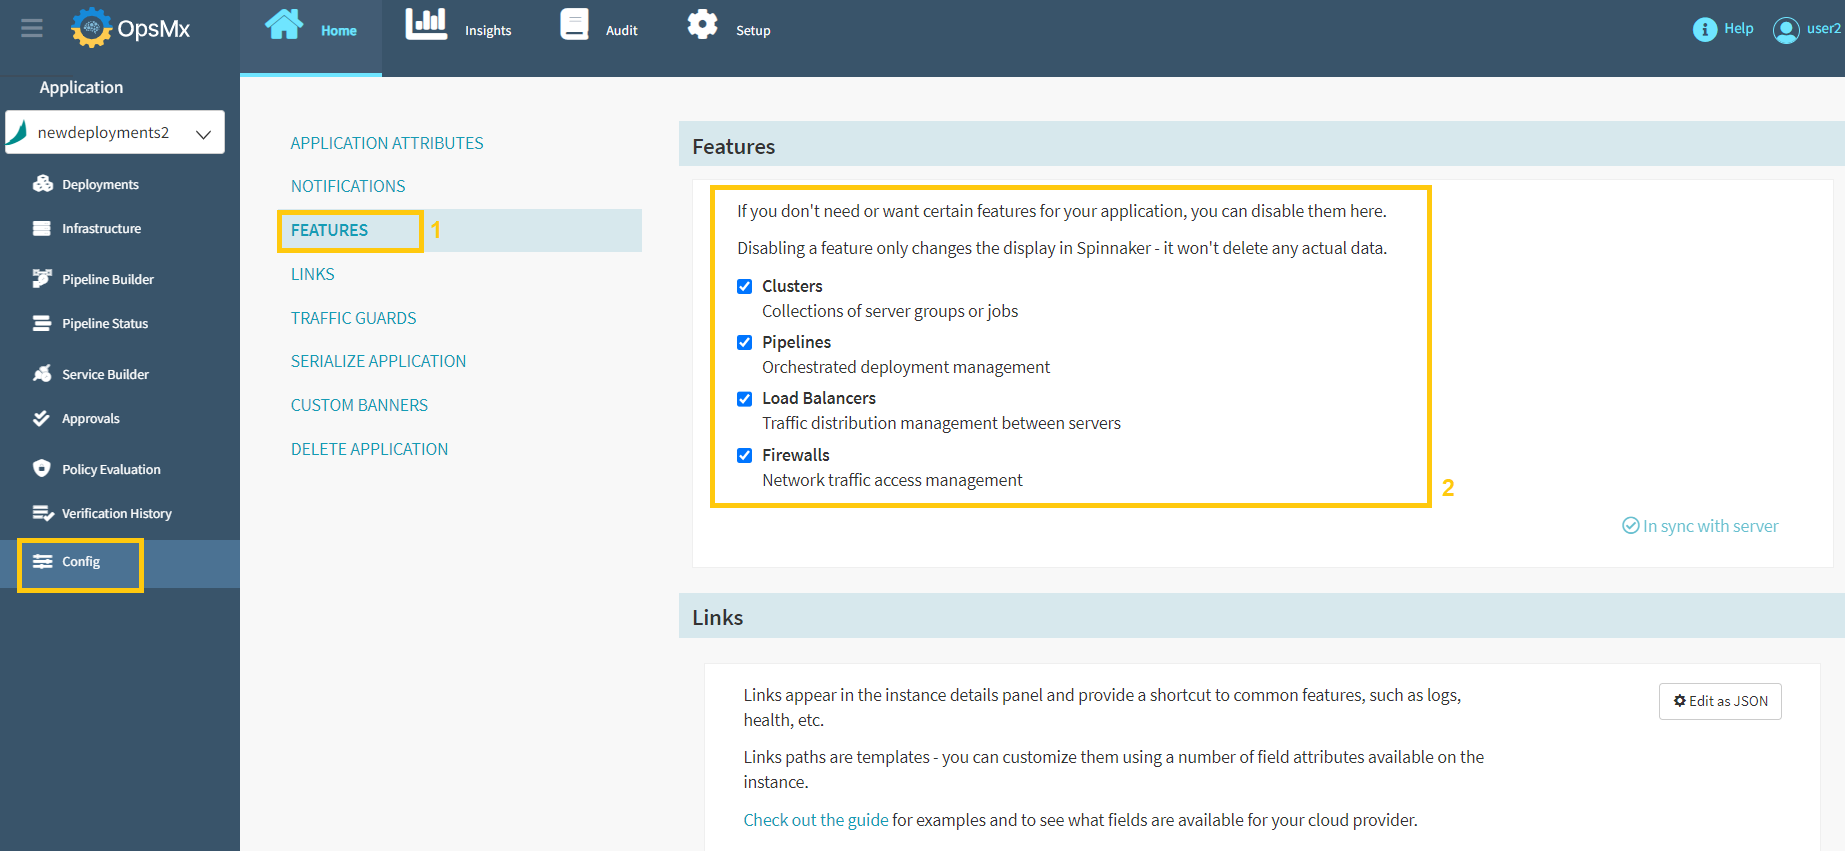 OpsMx
Home
Insights
Audit
Setup
Help
user2
Application
newdeployments2
Deployments
Infrastructure
Pipeline Builder
Pipeline Status
Service Builder
Approvals
Policy Evaluation
Verification History
Config
APPLICATION ATTRIBUTES
NOTIFICATIONS
FEATURES
1
LINKS
TRAFFIC GUARDS
SERIALIZE APPLICATION
CUSTOM BANNERS
DELETE APPLICATION
Features
If you don't need or want certain features for your application, you can disable them here.
Disabling a feature only changes the display in Spinnaker - it won't delete any actual data.
Clusters
Collections of server groups or jobs
Pipelines
Orchestrated deployment management
Load Balancers
Traffic distribution management between servers
Firewalls
Network traffic access management
2
In sync with server
Links
Links appear in the instance details panel and provide a shortcut to common features, such as logs,
health, etc.
Edit as JSON
Links paths are templates - you can customize them using a number of field attributes available on the
instance.
Check out the guide for examples and to see what fields are available for your cloud provider.